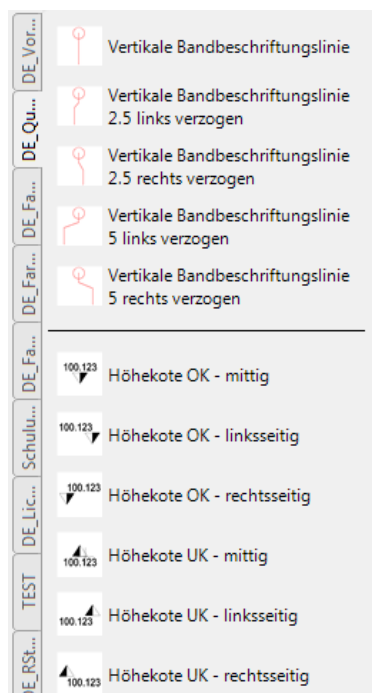 DE_Vor...
DE_Qu...
DE_Fa...
DE_Far...
DE_Fa...
Schulu...
DE_Lic...
TEST
DE_RSt...
Vertikale Bandbeschriftungslinie
Vertikale Bandbeschriftungslinie
2.5 links verzogen
Vertikale Bandbeschriftungslinie
2.5 rechts verzogen
Vertikale Bandbeschriftungslinie
5 links verzogen
Vertikale Bandbeschriftungslinie
5 rechts verzogen
100.123 Höhekote OK - mittig
100.123 Höhekote OK - linksseitig
100.123 Höhekote OK - rechtsseitig
100.123 Höhekote UK - mittig
100.123 Höhekote UK - linksseitig
100.123 Höhekote UK - rechtsseitig